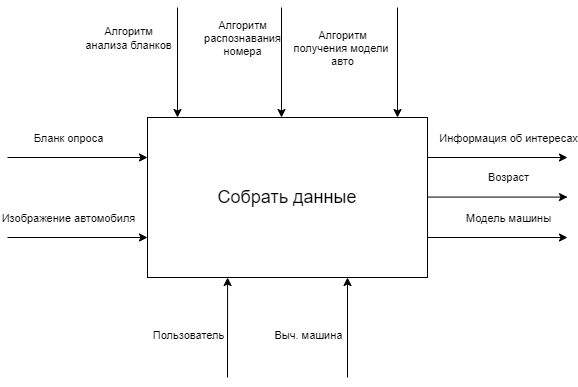 Алгоритм
анализа бланков
Алгоритм
распознавания
номера
Алгоритм
получения модели
авто
Бланк опроса
Изображение автомобиля
Собрать данные
Информация об интересах
Возраст
Модель машины
Пользователь
Выч. машина